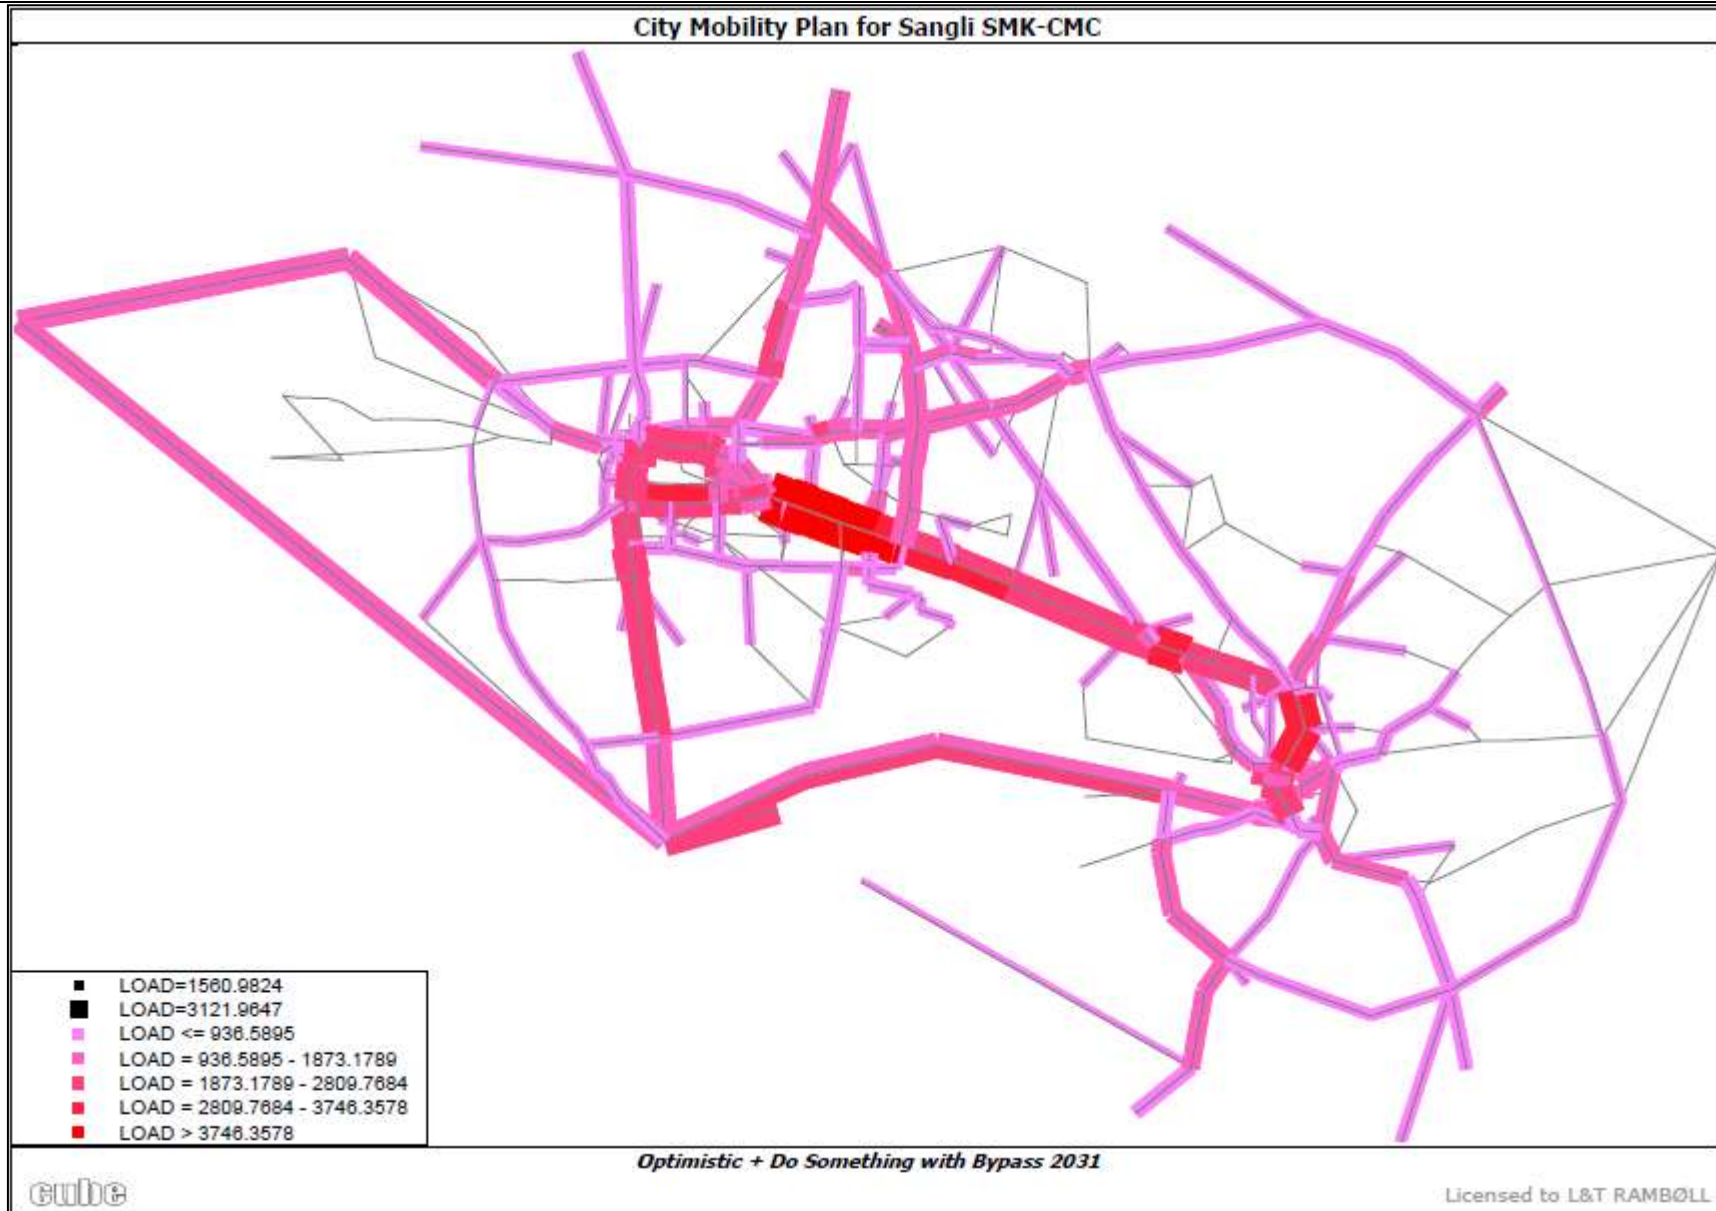 City Mobility Plan for Sangli SMK-CMC
LOAD=1560.9824
LOAD=3121.9647
LOAD <= 936.5895
LOAD = 936.5895 - 1873.1789
LOAD = 1873.1789 - 2809.7684
LOAD = 2809.7684 - 3746.3578
LOAD > 3746.3578
Optimistic + Do Something with Bypass 2031
cube
Licensed to L&T RAMBØLL